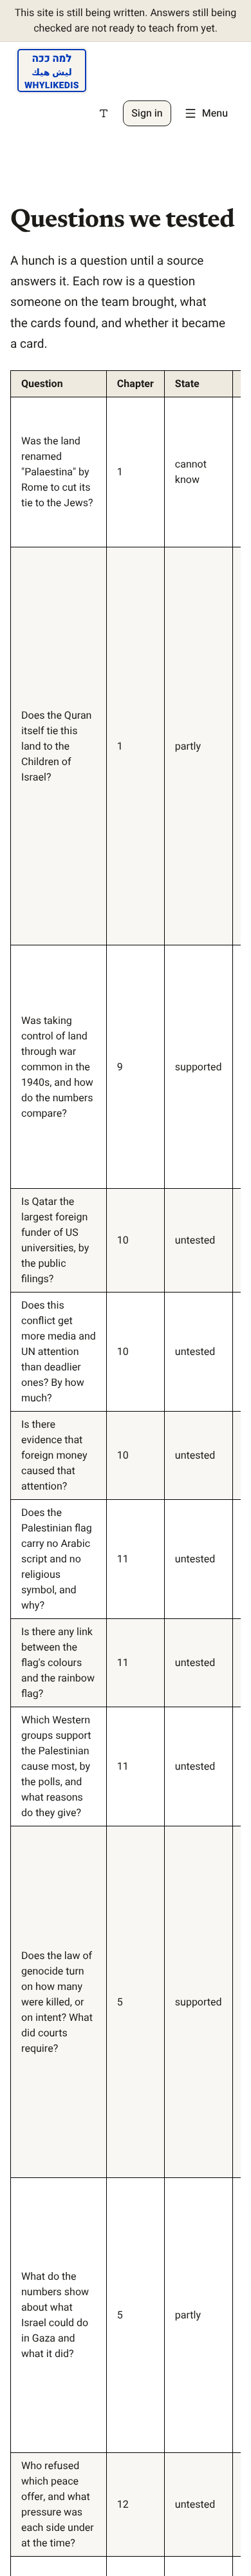 This site is still being written. Answers still being
checked are not ready to teach from yet.
למה ככה
ليش هيك
WHYLIKEDIS
T
Sign in
Menu
Questions we tested
A hunch is a question until a source
answers it. Each row is a question
someone on the team brought, what
the cards found, and whether it became
a card.
Question Chapter State
Was the land
renamed
"Palaestina" by
Rome to cut its
tie to the Jews?
1
cannot
know
Does the Quran
itself tie this
land to the
Children of
Israel?
1
partly
Was taking
control of land
through war
common in the
1940s, and how
do the numbers
compare?
9
supported
Is Qatar the
largest foreign
funder of US
universities, by
the public
filings?
10
untested
Does this
conflict get
more media and
UN attention
than deadlier
ones? By how
much?
10
untested
Is there
evidence that
foreign money
caused that
attention?
10
untested
Does the
Palestinian flag
carry no Arabic
script and no
religious
symbol, and
why?
11
untested
Is there any link
between the
flag's colours
and the rainbow
flag?
11
untested
Which Western
groups support
the Palestinian
cause most, by
the polls, and
what reasons
do they give?
11
untested
Does the law of
genocide turn
on how many
were killed, or
on intent? What
did courts
require?
5
supported
What do the
numbers show
about what
Israel could do
in Gaza and
what it did?
5
partly
Who refused
which peace
offer, and what
pressure was
each side under
at the time?
12
untested